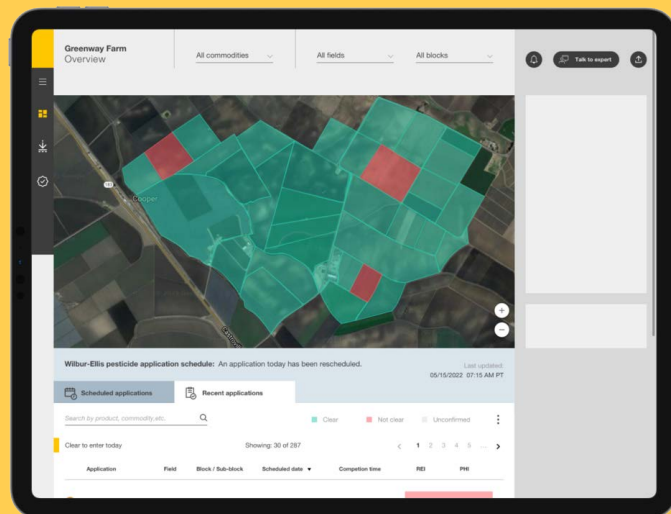 Greenway Farm
Overview
All commodities
All fields
All blocks
Talk to expert
Cooper
Wilbur-Ellis pesticide application schedule: An application today has been rescheduled.
Last updated:
05/15/2022 07:15 AM PT
Scheduled applications
Recent applications
Search by product, commodity,etc.
Clear
Not clear
Unconfirmed
Clear to enter today
Showing: 30 of 287
1 2 3 4 5 ...
Application
Field
Block / Sub-block
Scheduled date
Competion time
REI
PHI